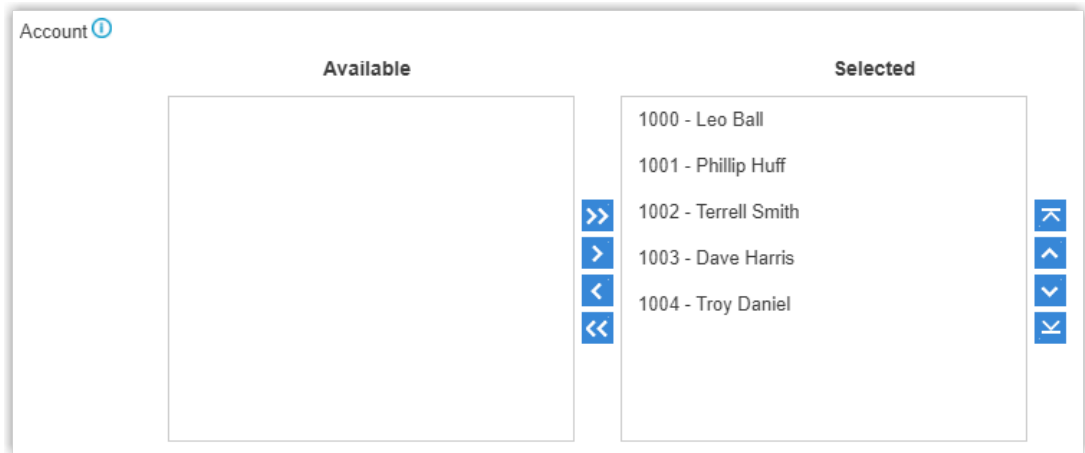 Account
Available
Selected
1000 - Leo Ball
1001 - Phillip Huff
1002 - Terrell Smith
1003 - Dave Harris
1004 - Troy Daniel